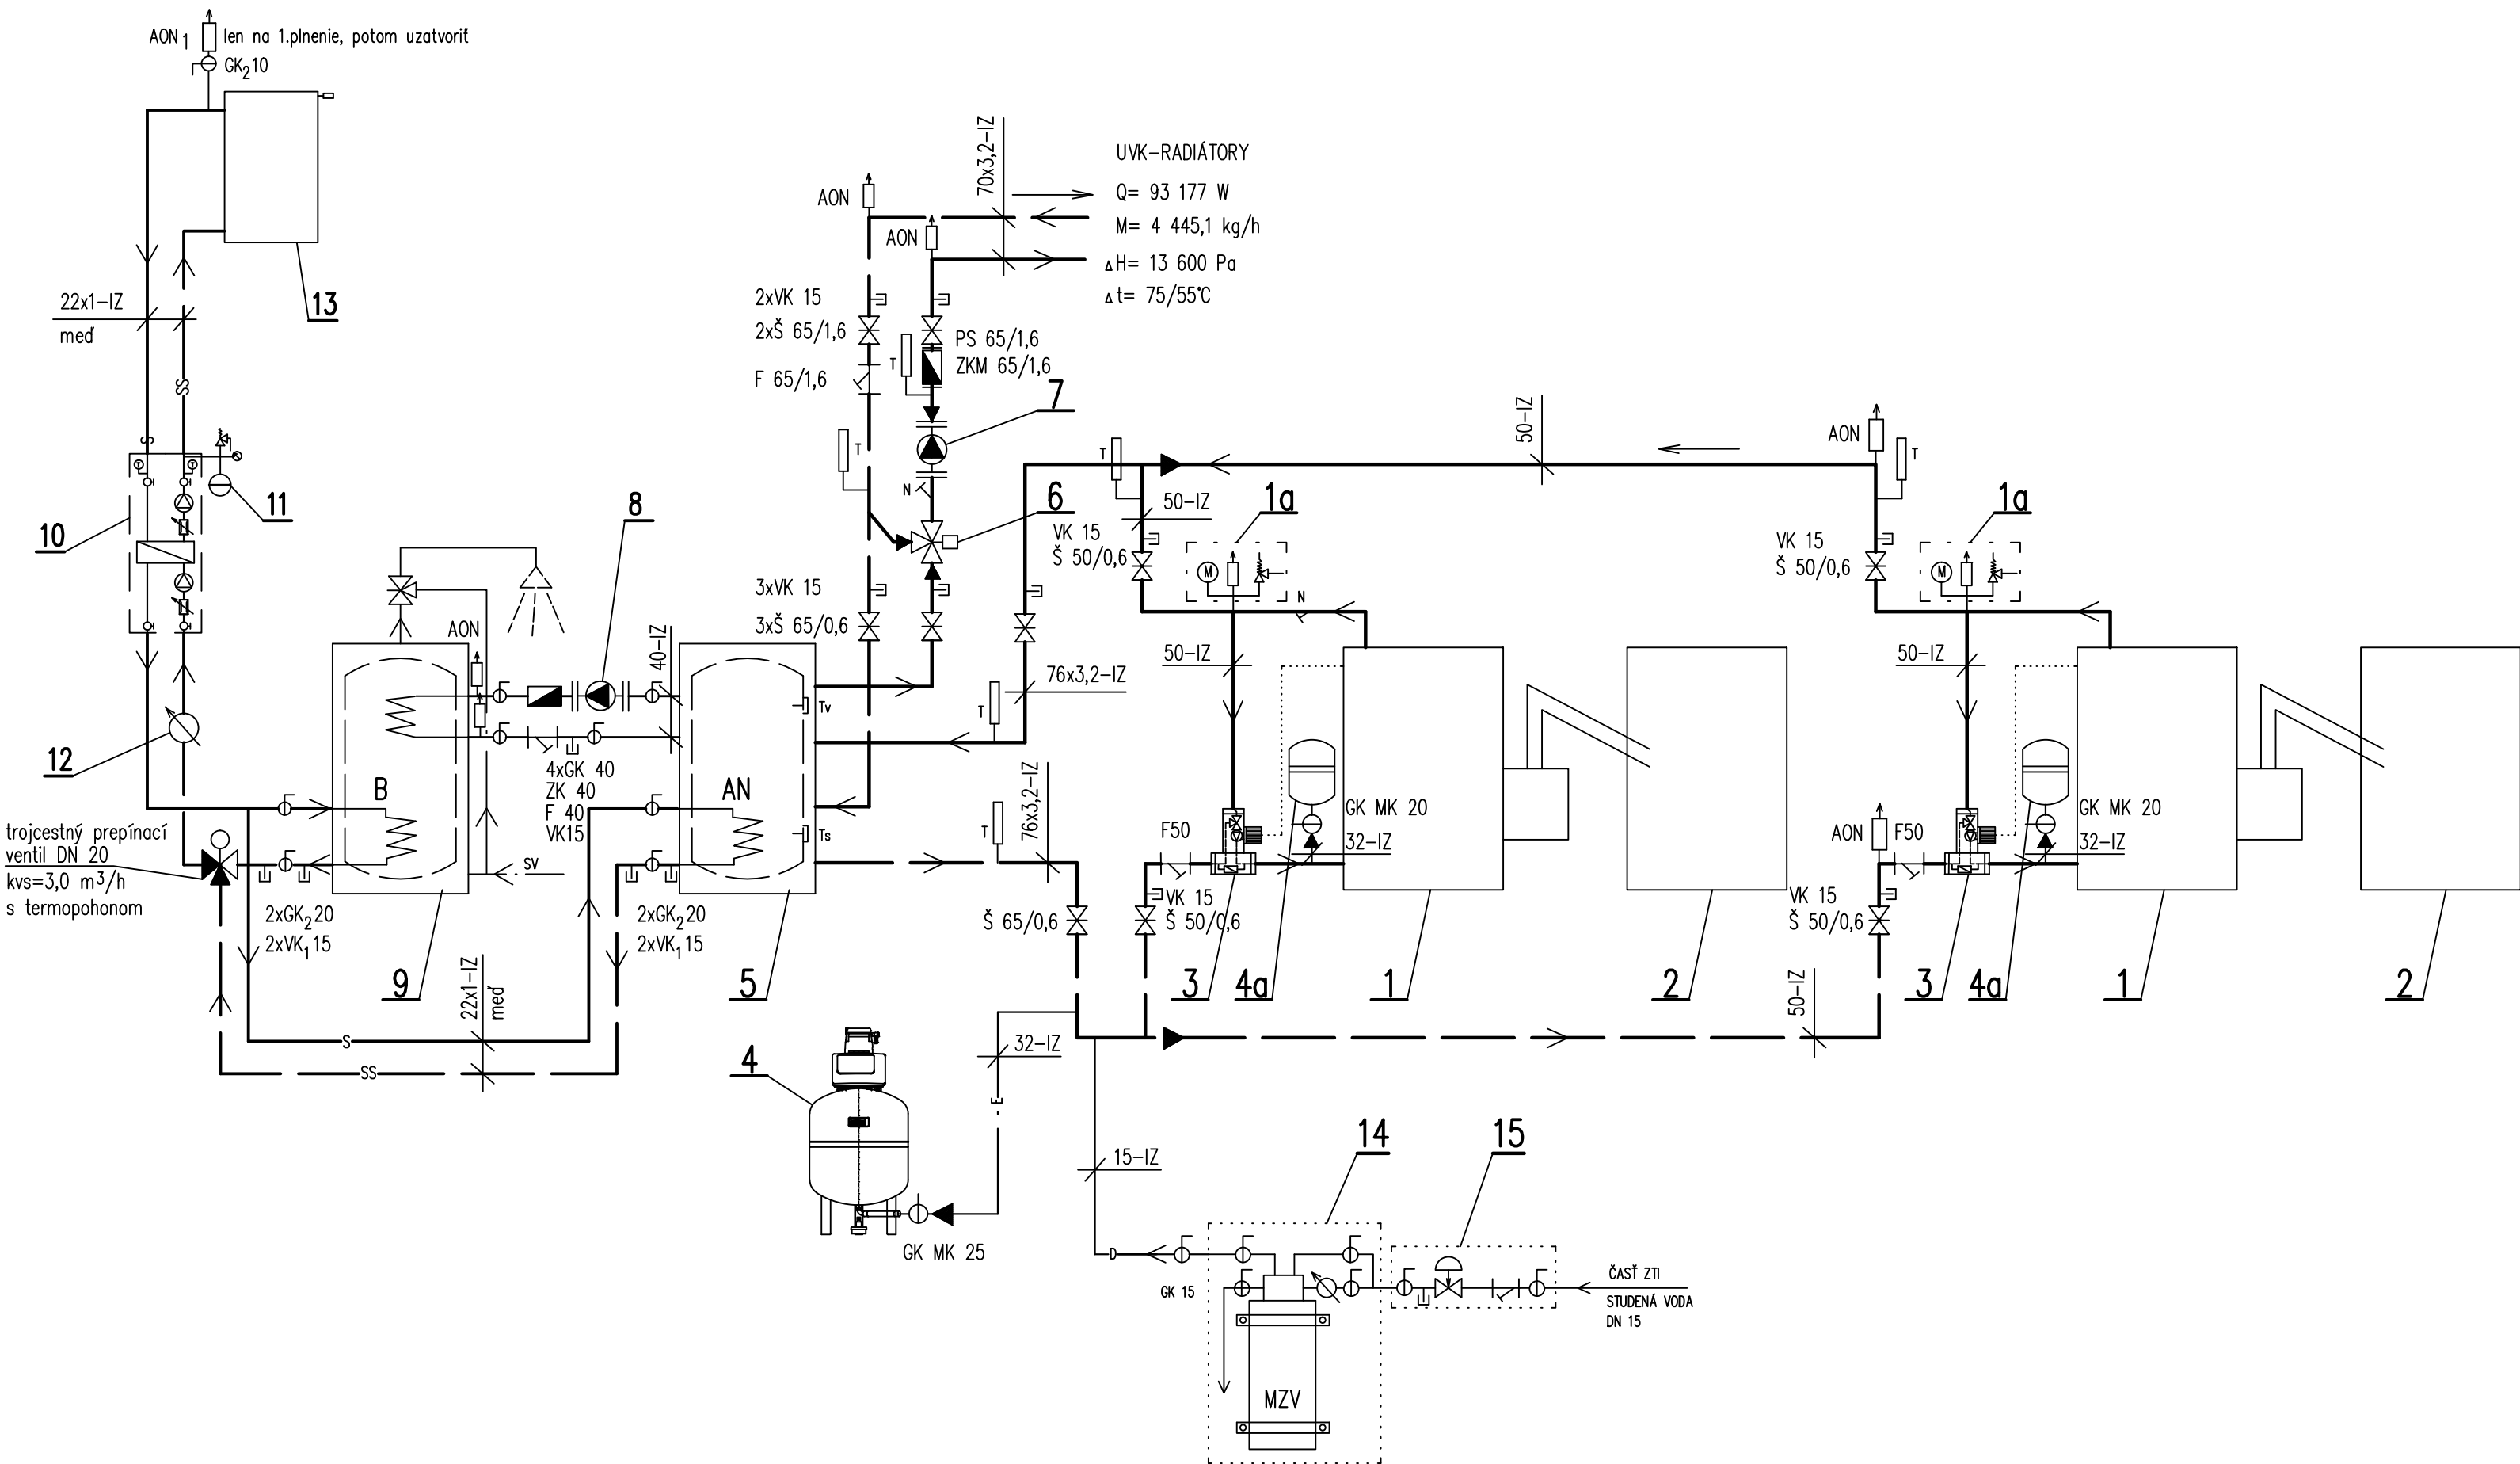 AON1 len na 1.plnenie, potom uzatvoriť
GK2 10
13
22x1-IZ
meď
SS
S
T
T
10
11
12
trojcestný prepínací
ventil DN 20
kvs=3,0 m³/h
s termopohonom
B
9
2xGK2 20
2xVK1 15
AON
8
40-IZ
4xGK 40
ZK 40
F 40
VK15
SV
S
SS
22x1-IZ
meď
AN
Tv
Ts
5
2xGK2 20
2xVK1 15
AON
AON
70x3,2-IZ
UVK-RADIÁTORY
Q= 93 177 W
M= 4 445,1 kg/h
ΔH= 13 600 Pa
Δt= 75/55°C
2xVK 15
2xŠ 65/1,6
F 65/1,6
T
PS 65/1,6
ZKM 65/1,6
7
T
N
6
3xVK 15
3xŠ 65/0,6
T
76x3,2-IZ
T
76x3,2-IZ
Š 65/0,6
T
50-IZ
50-IZ
VK 15
Š 50/0,6
1a
M
N
50-IZ
GK MK 20
32-IZ
F50
VK 15
Š 50/0,6
3
4a
1
2
AON
T
VK 15
Š 50/0,6
1a
M
50-IZ
GK MK 20
32-IZ
AON
F50
VK 15
Š 50/0,6
50-IZ
3
4a
1
2
4
32-IZ
GK MK 25
15-IZ
14
15
GK 15
MZV
ČASŤ ZTI
STUDENÁ VODA
DN 15